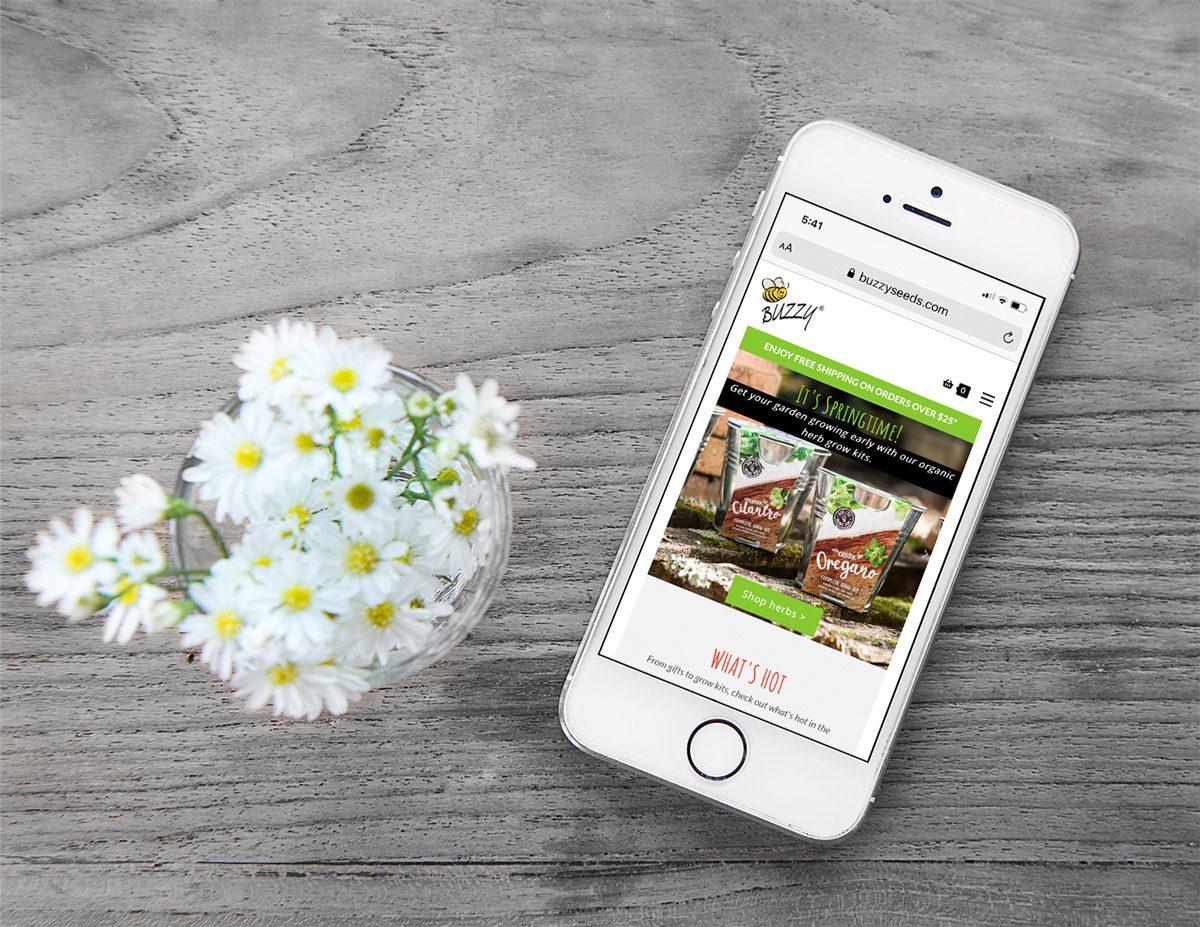 5:41
AA
buzzyseeds.com
BUZZY®
0
ENJOY FREE SHIPPING ON ORDERS OVER $25*
IT'S SPRINGTIME!
Get your garden growing early with our organic
herb grow kits.
Cilantro
COMPLETE GROW KIT
Oregano
COMPLETE GROW KIT
Shop herbs >
WHAT'S HOT
From gifts to grow kits, check out what's hot in the